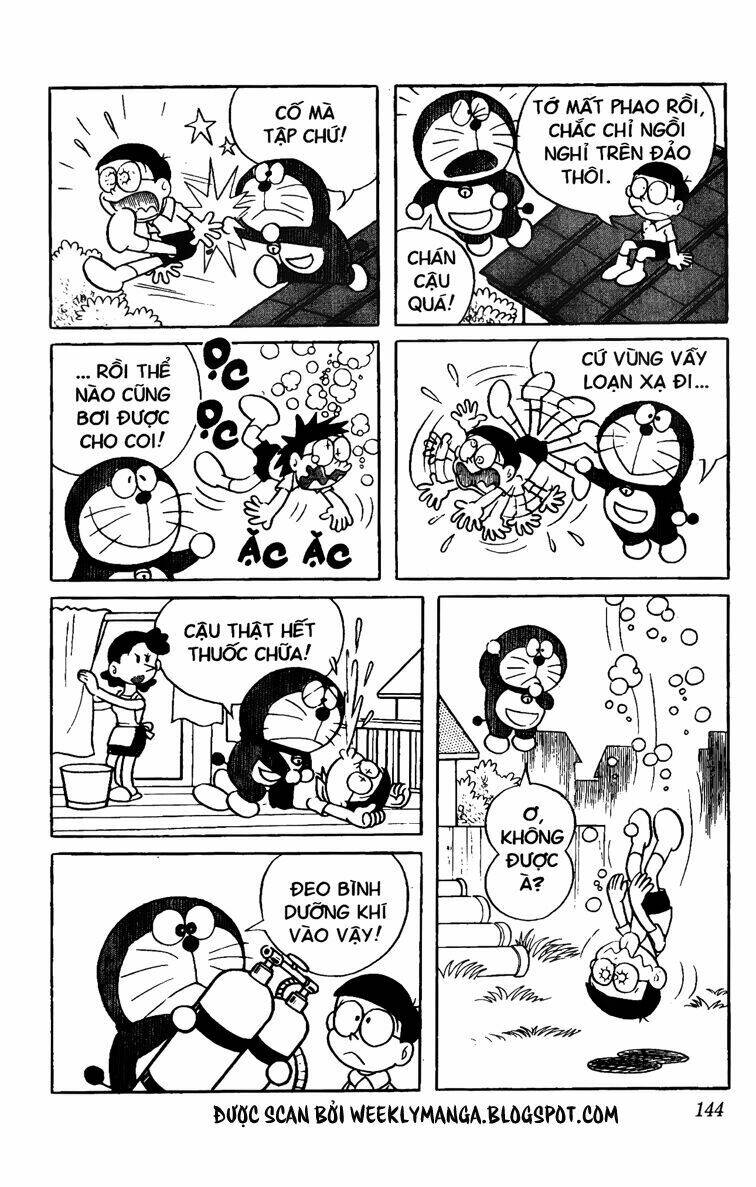 TỚ MẤT PHAO RỒI,
CHẮC CHỈ NGỒI
NGHỈ TRÊN ĐẢO
THÔI.
CHÁN
CẬU
QUÁ!
CỐ MÀ
TẬP CHỨ!
CỨ VÙNG VẪY
LOẠN XẠ ĐI...
... RỒI THẾ
NÀO CŨNG
BƠI ĐƯỢC
CHO COI!
ỌC
ỌC
ẶC ẶC
Ơ,
KHÔNG
ĐƯỢC
À?
CẬU THẬT HẾT
THUỐC CHỮA!
ĐEO BÌNH
DƯỠNG KHÍ
VÀO VẬY!
ĐƯỢC SCAN BỞI WEEKLYMANGA.BLOGSPOT.COM
144